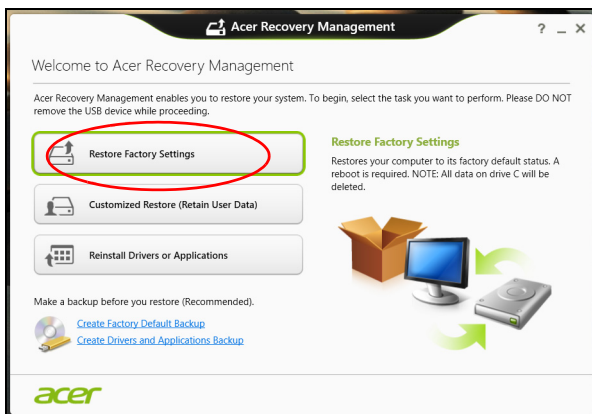 Acer Recovery Management
? _ X
Welcome to Acer Recovery Management
Acer Recovery Management enables you to restore your system. To begin, select the task you want to perform. Please DO NOT
remove the USB device while proceeding.
Restore Factory Settings
Customized Restore (Retain User Data)
Reinstall Drivers or Applications
Restore Factory Settings
Restores your computer to its factory default status. A
reboot is required. NOTE: All data on drive C will be
deleted.
Make a backup before you restore (Recommended).
Create Factory Default Backup
Create Drivers and Applications Backup
acer